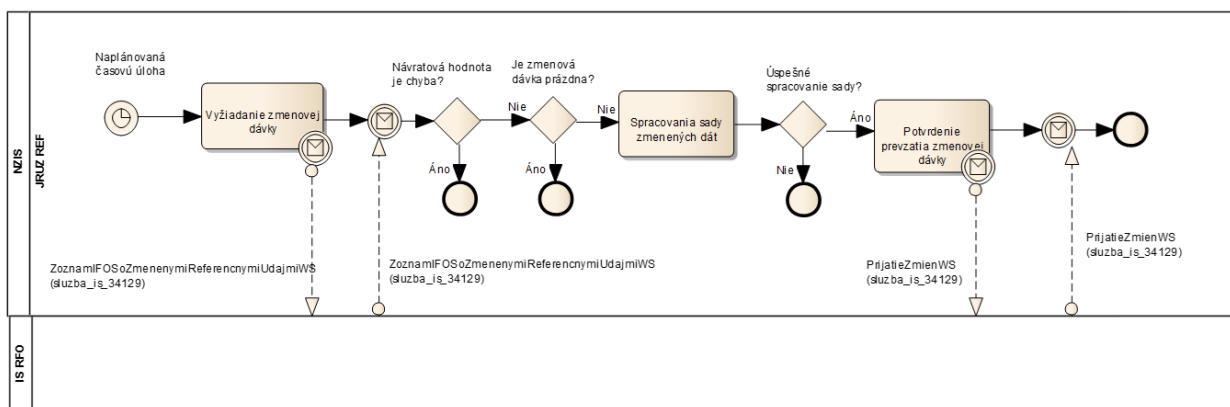 NZIS
JRUZ REF
Naplánovaná
časovú úloha
Vyžiadanie zmenovej
dávky
Návratová hodnota
je chyba?
Nie
Áno
Je zmenová
dávka prázdna?
Nie
Áno
Spracovania sady
zmenených dát
Úspešné
spracovanie sady?
Áno
Nie
Potvrdenie
prevzatia zmenovej
dávky
ZoznamIFOSoZmenenymiReferencnymiUdajmiWS
(sluzba_is_34129)
ZoznamIFOSoZmenenymiReferencnymiUdajmiWS
(sluzba_is_34129)
PrijatieZmienWS
(sluzba_is_34129)
PrijatieZmienWS
(sluzba_is_34129)
IS RFO